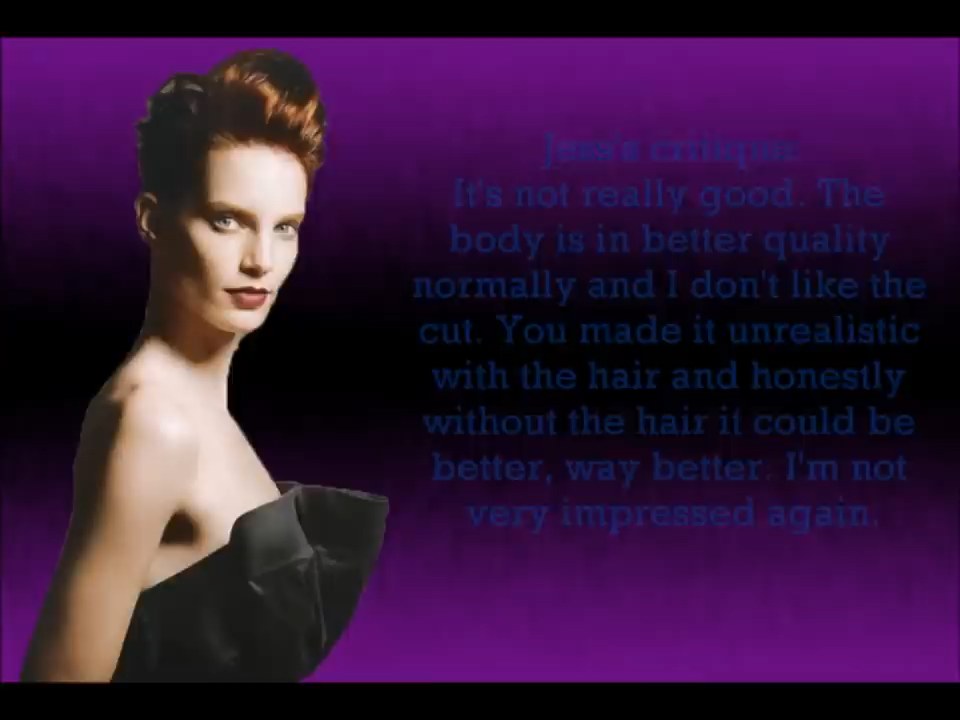 Jess's critique:
It's not really good. The
body is in better quality
normally and I don't like the
cut. You made it unrealistic
with the hair and honestly
without the hair it could be
better, way better. I'm not
very impressed again.